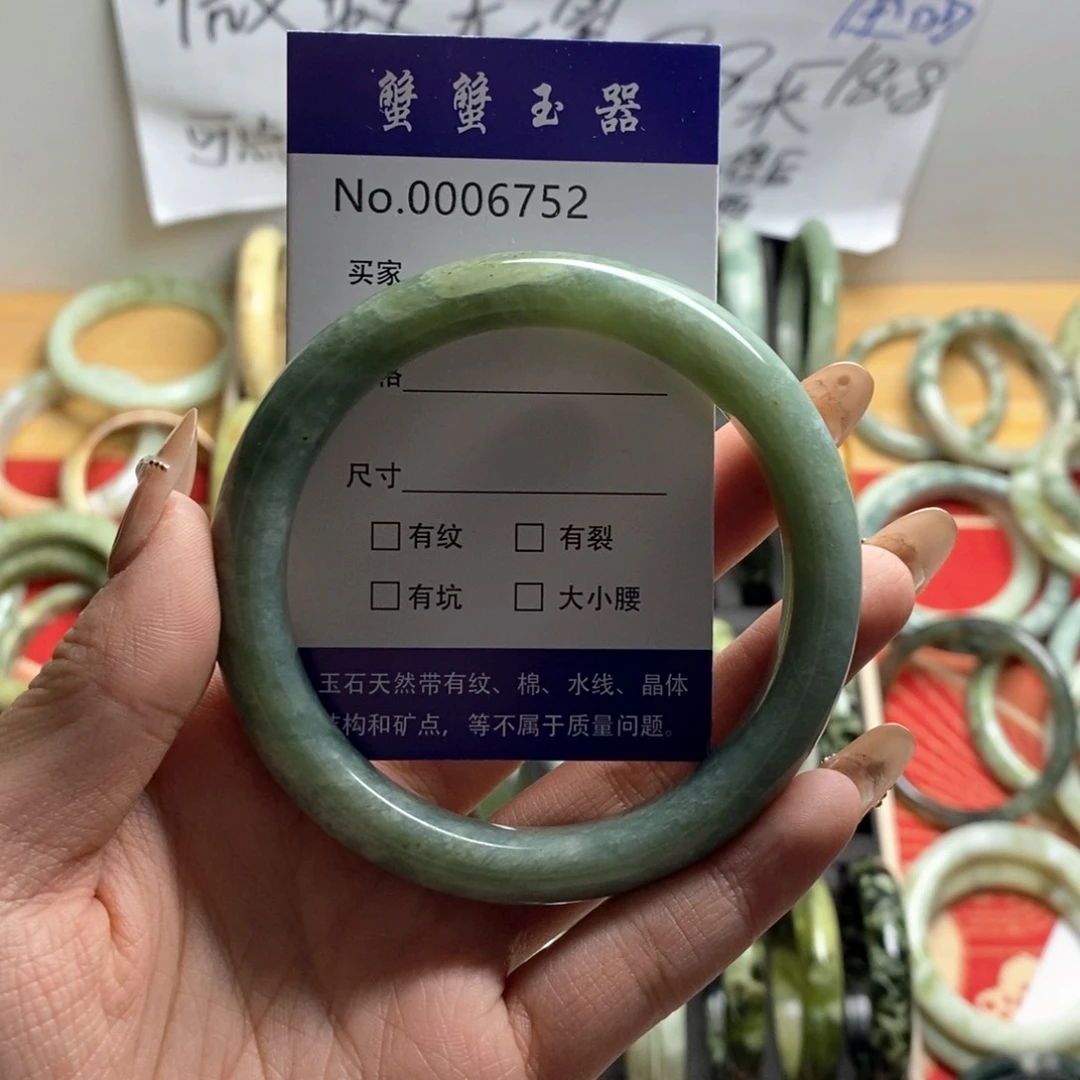 18.8
蟹蟹玉器
No.0006752
买家
尺寸
□有纹 □有裂
□有坑 □大小腰
玉石天然带有纹、棉、水线、晶体
构和矿点，等不属于质量问题。